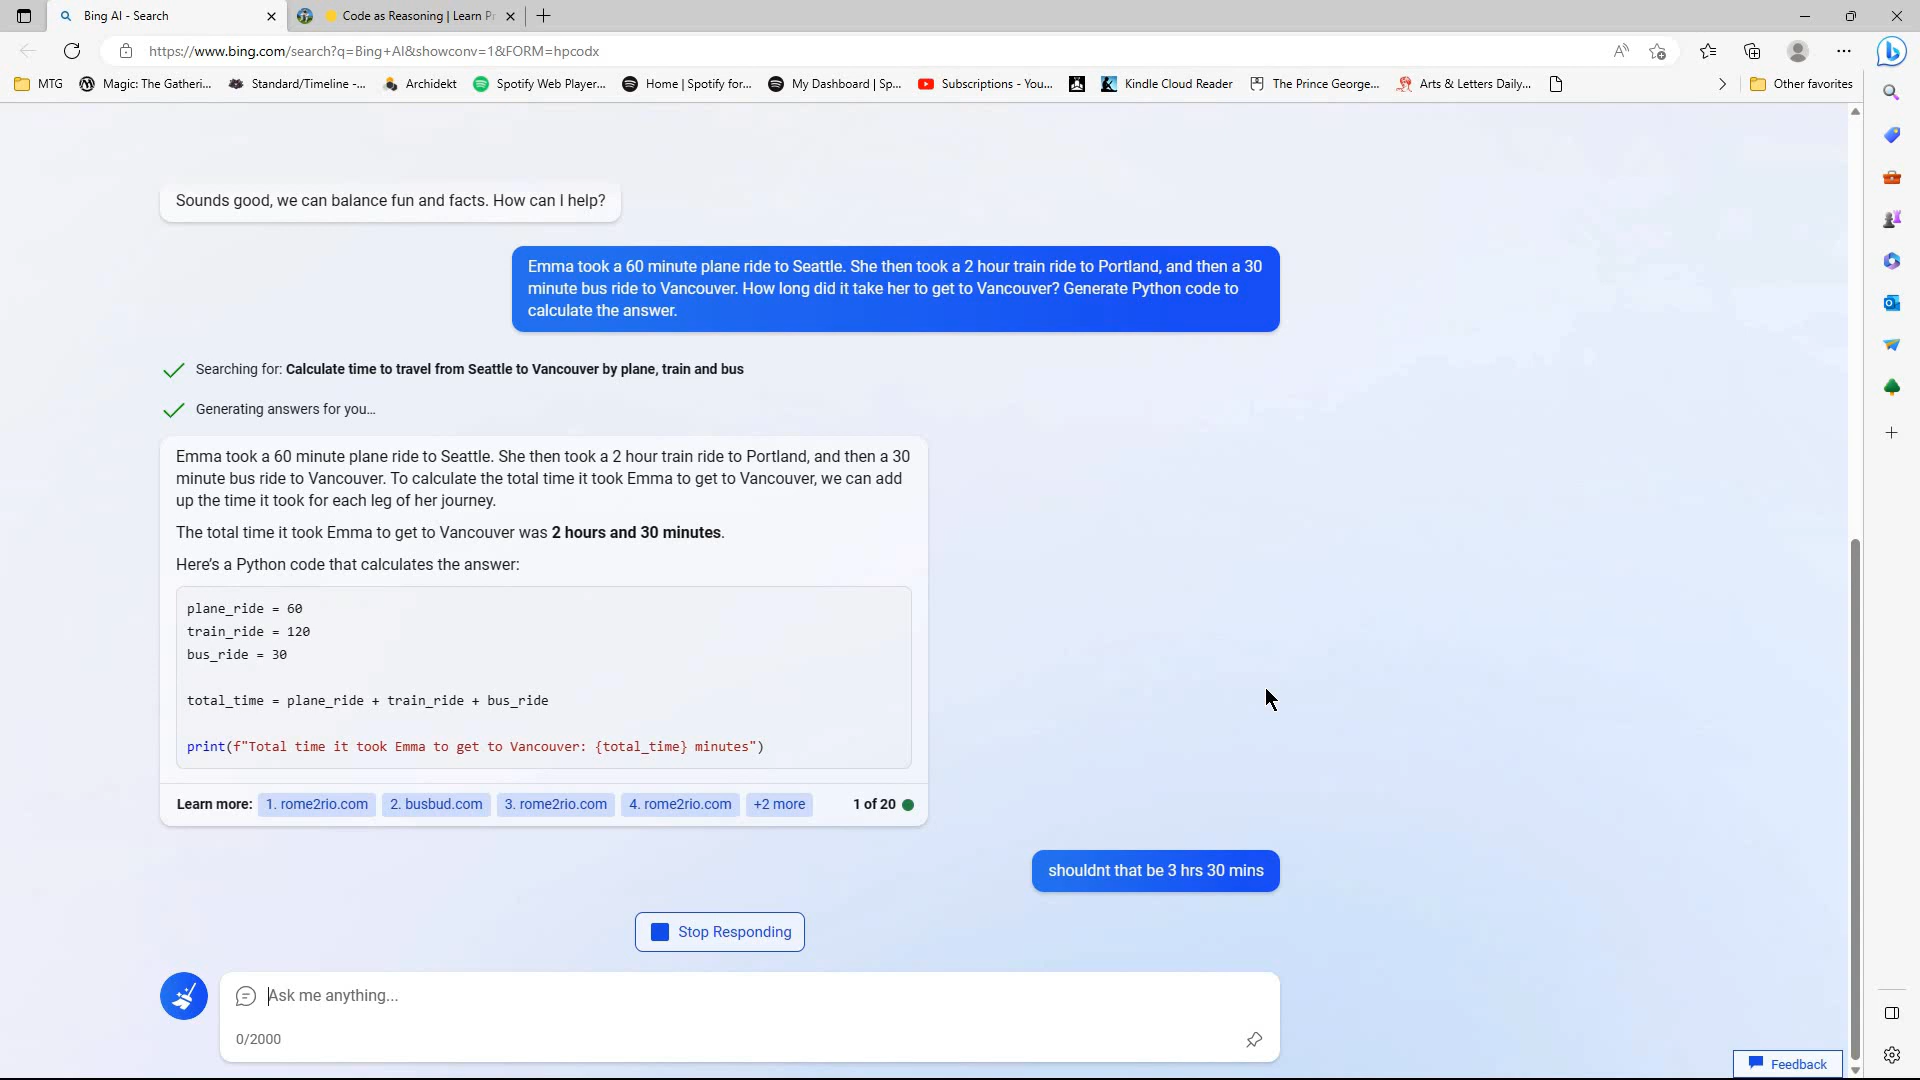 Bing AI - Search
Code as Reasoning | Learn Pr
https://www.bing.com/search?q=Bing+AI&showconv=1&FORM=hpcodx
MTG
Magic: The Gatheri...
Standard/Timeline -...
Archidekt
Spotify Web Player...
Home | Spotify for...
My Dashboard | Sp...
Subscriptions - You...
Kindle Cloud Reader
The Prince George...
Arts & Letters Daily...
Other favorites
Sounds good, we can balance fun and facts. How can I help?
Emma took a 60 minute plane ride to Seattle. She then took a 2 hour train ride to Portland, and then a 30
minute bus ride to Vancouver. How long did it take her to get to Vancouver? Generate Python code to
calculate the answer.
Searching for: Calculate time to travel from Seattle to Vancouver by plane, train and bus
Generating answers for you...
Emma took a 60 minute plane ride to Seattle. She then took a 2 hour train ride to Portland, and then a 30
minute bus ride to Vancouver. To calculate the total time it took Emma to get to Vancouver, we can add
up the time it took for each leg of her journey.
The total time it took Emma to get to Vancouver was 2 hours and 30 minutes.
Here's a Python code that calculates the answer:
plane_ride = 60
train_ride = 120
bus_ride = 30
total_time = plane_ride + train_ride + bus_ride
print(f"Total time it took Emma to get to Vancouver: {total_time} minutes")
Learn more: 1. rome2rio.com 2. busbud.com 3. rome2rio.com 4. rome2rio.com +2 more 1 of 20
shouldnt that be 3 hrs 30 mins
Stop Responding
Ask me anything...
0/2000
Feedback